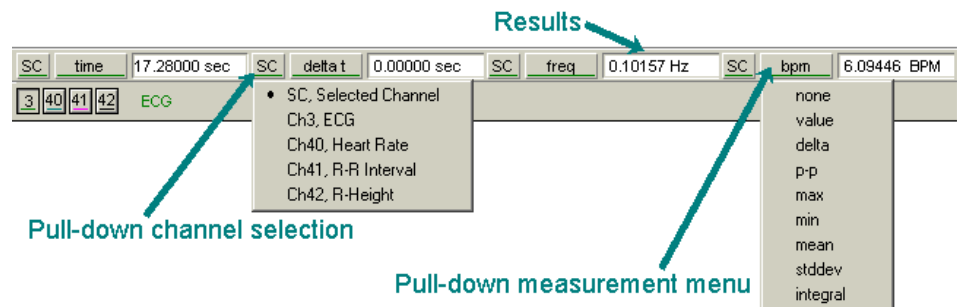 Results
SC time 17.28000 sec SC delta t 0.00000 sec SC freq 0.10157 Hz SC bpm 6.09446 BPM
3 40 41 42 ECG
• SC, Selected Channel
Ch3, ECG
Ch40, Heart Rate
Ch41, R-R Interval
Ch42, R-Height
none
value
delta
p-p
max
min
mean
stddev
integral
Pull-down channel selection
Pull-down measurement menu